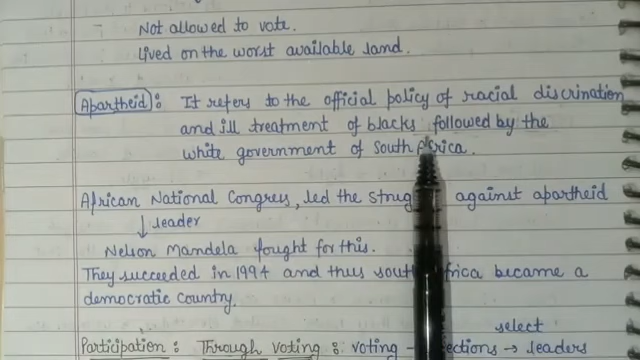 Not allowed to vote.
Lived on the worst available land.
Apartheid: It refers to the official policy of racial discrination
and ill treatment of blacks followed by the
white government of South Africa.
African National Congress, led the against apartheid
↓ leader
Nelson Mandela fought for this.
They succeeded in 1994 and thus south Africa became a
democratic country.
select
Participation: Through voting: voting → → leaders